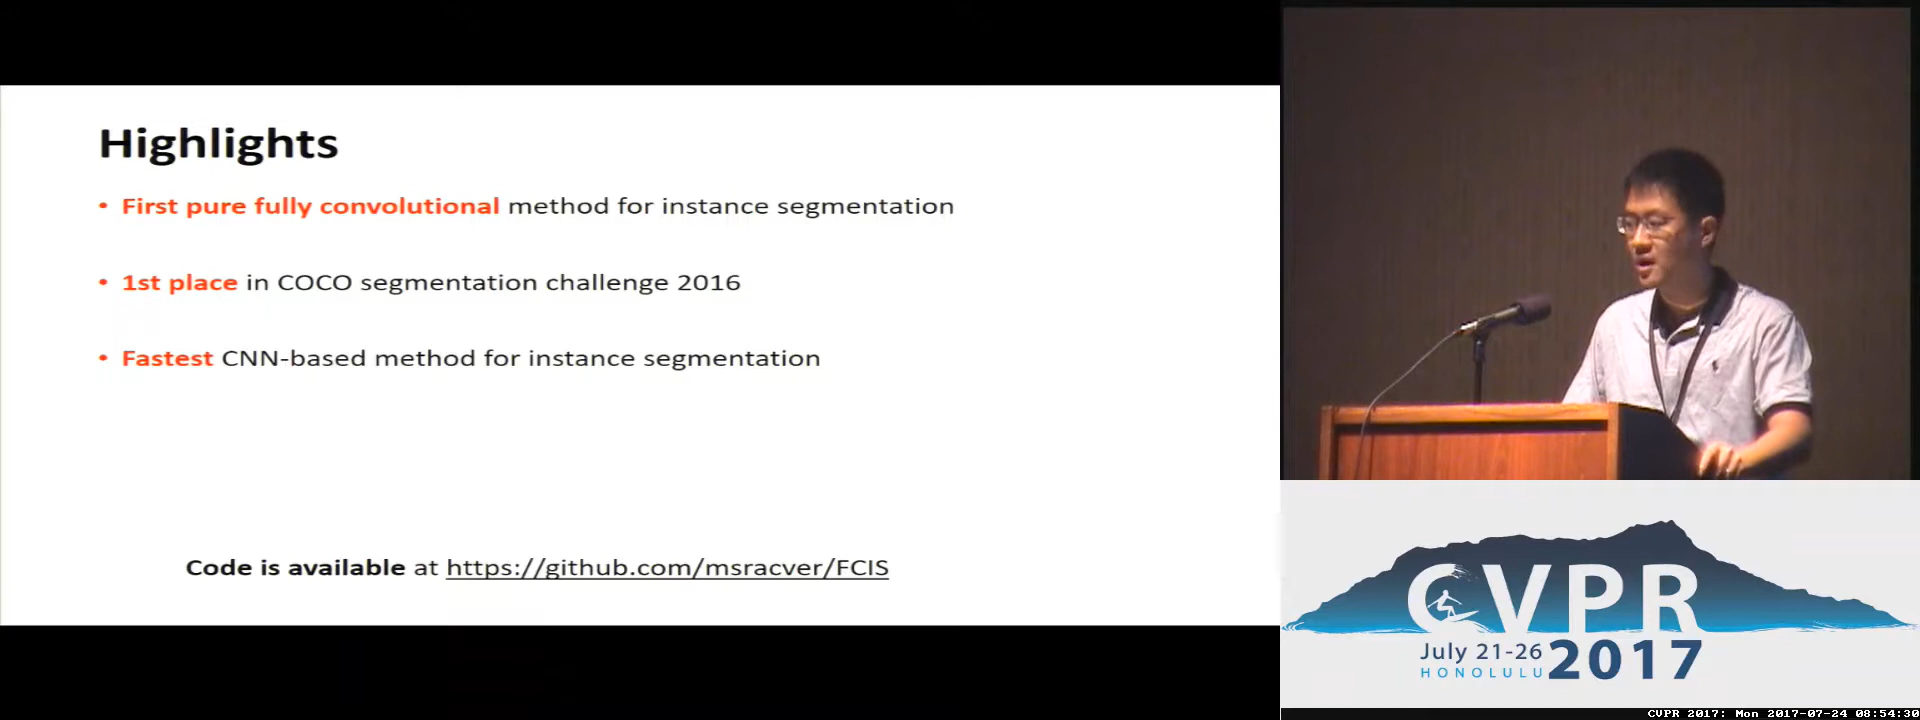 Highlights
• First pure fully convolutional method for instance segmentation
• 1st place in COCO segmentation challenge 2016
• Fastest CNN-based method for instance segmentation
Code is available at https://github.com/msracver/FCIS
CVPR
July 21-26 2017
HONOLULU
CVPR 2017: Mon 2017-07-24 08:54:30